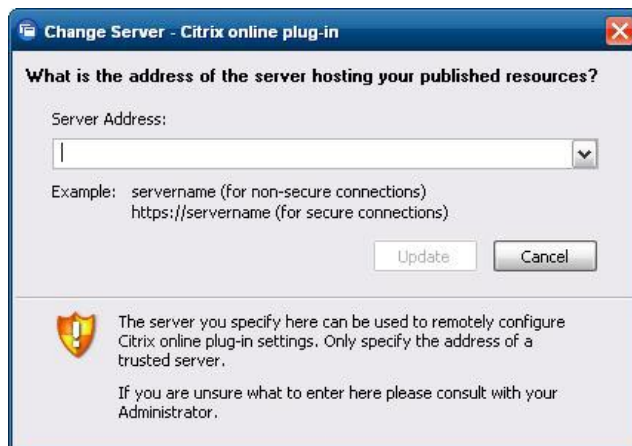 Change Server - Citrix online plug-in
What is the address of the server hosting your published resources?
Server Address:
Example: servername (for non-secure connections)
https://servername (for secure connections)
Update Cancel
The server you specify here can be used to remotely configure
Citrix online plug-in settings. Only specify the address of a
trusted server.
If you are unsure what to enter here please consult with your
Administrator.